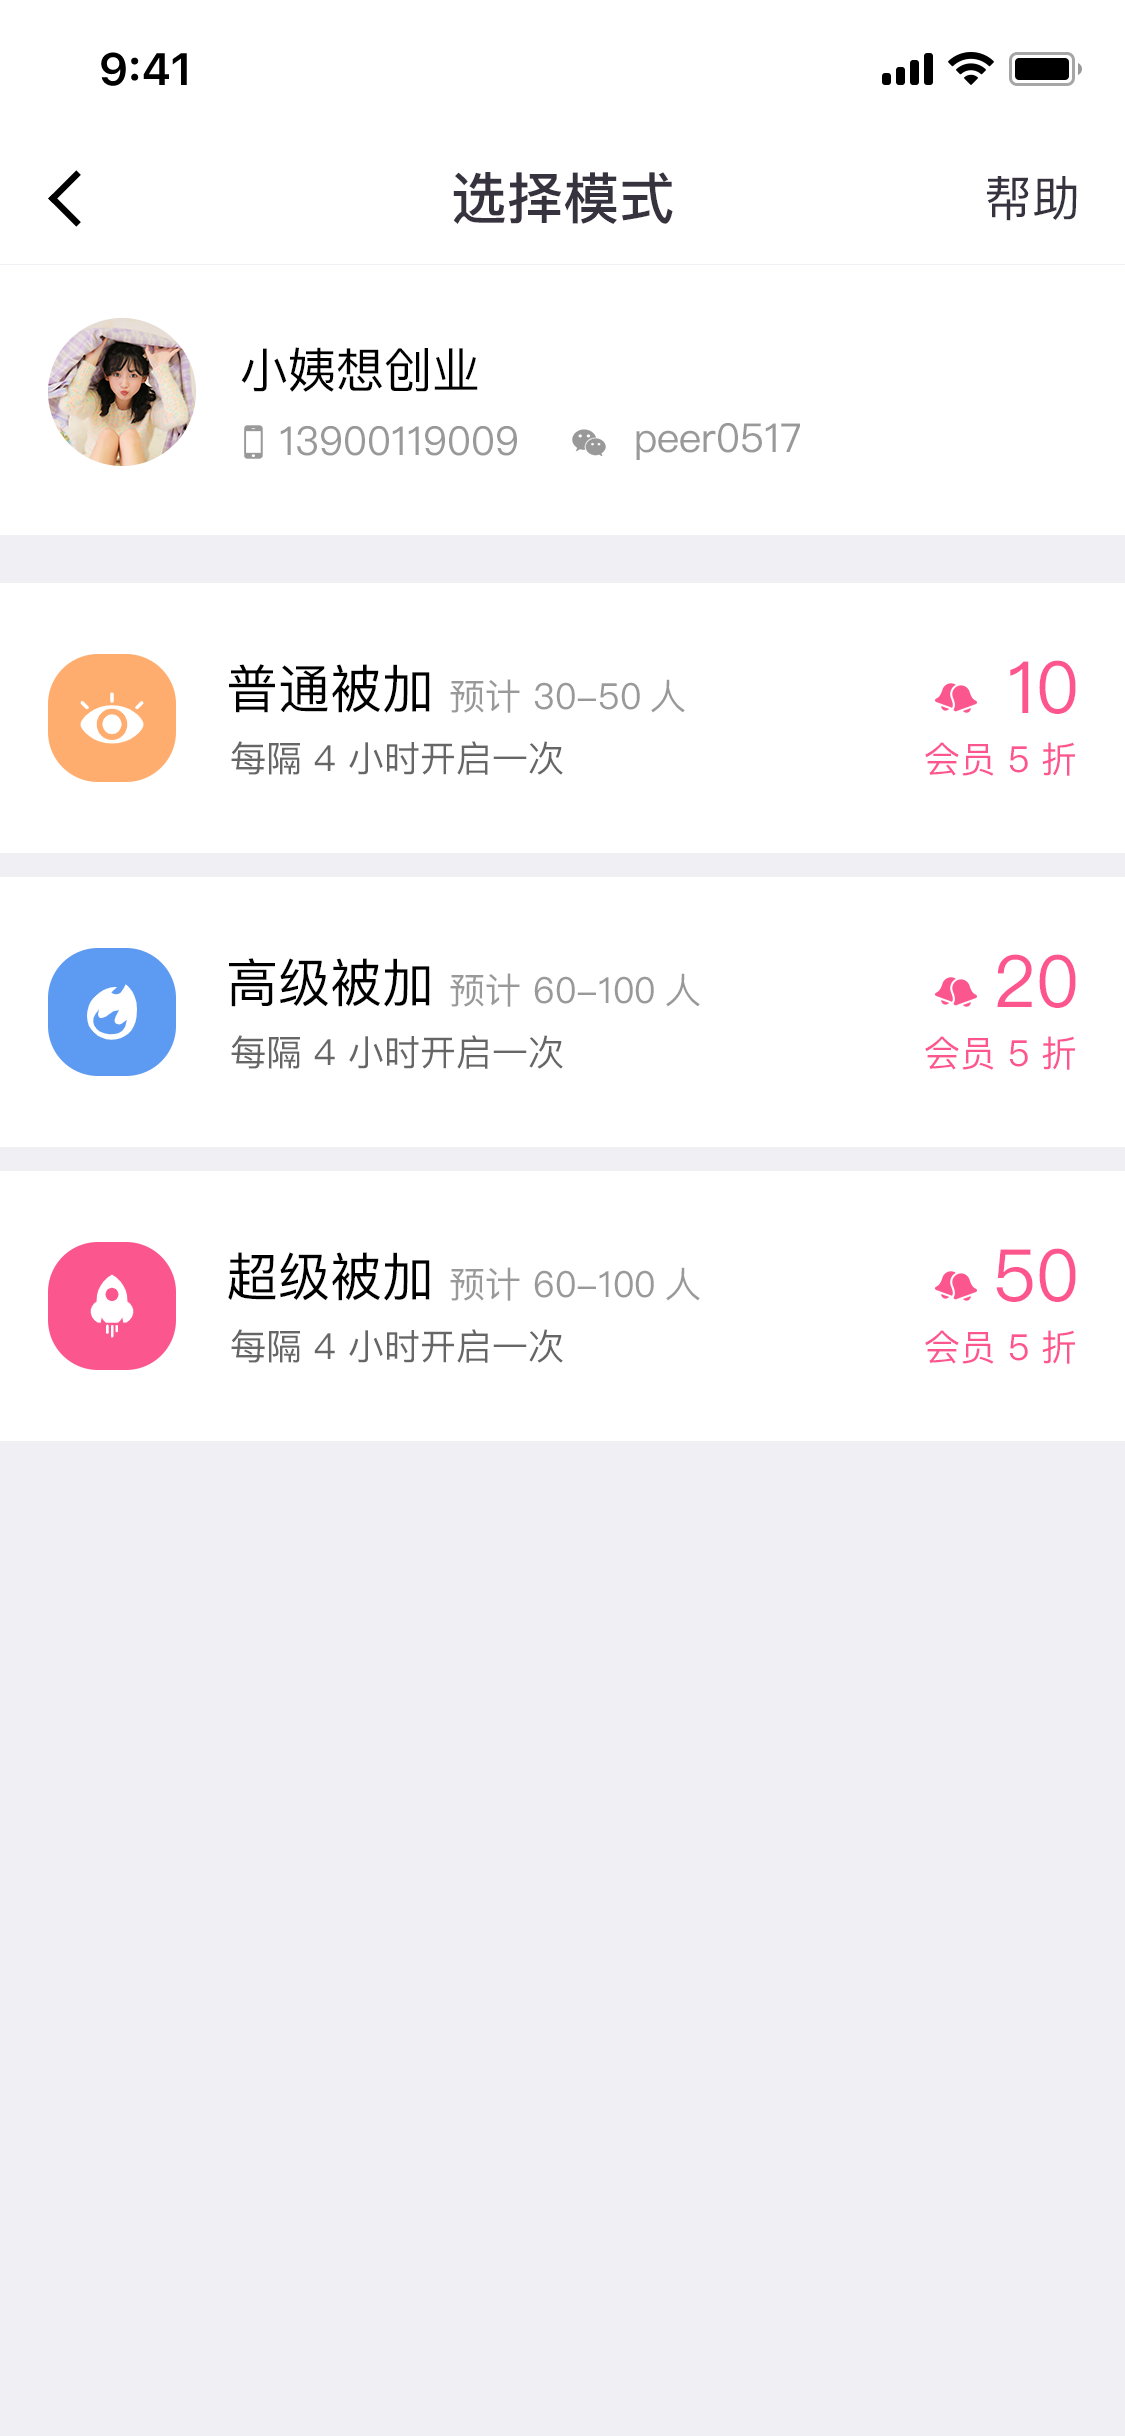 9:41
选择模式
帮助
小姨想创业
13900119009
peer0517
普通被加 预计 30–50 人
10
每隔 4 小时开启一次
会员 5 折
高级被加 预计 60–100 人
20
每隔 4 小时开启一次
会员 5 折
超级被加 预计 60–100 人
50
每隔 4 小时开启一次
会员 5 折